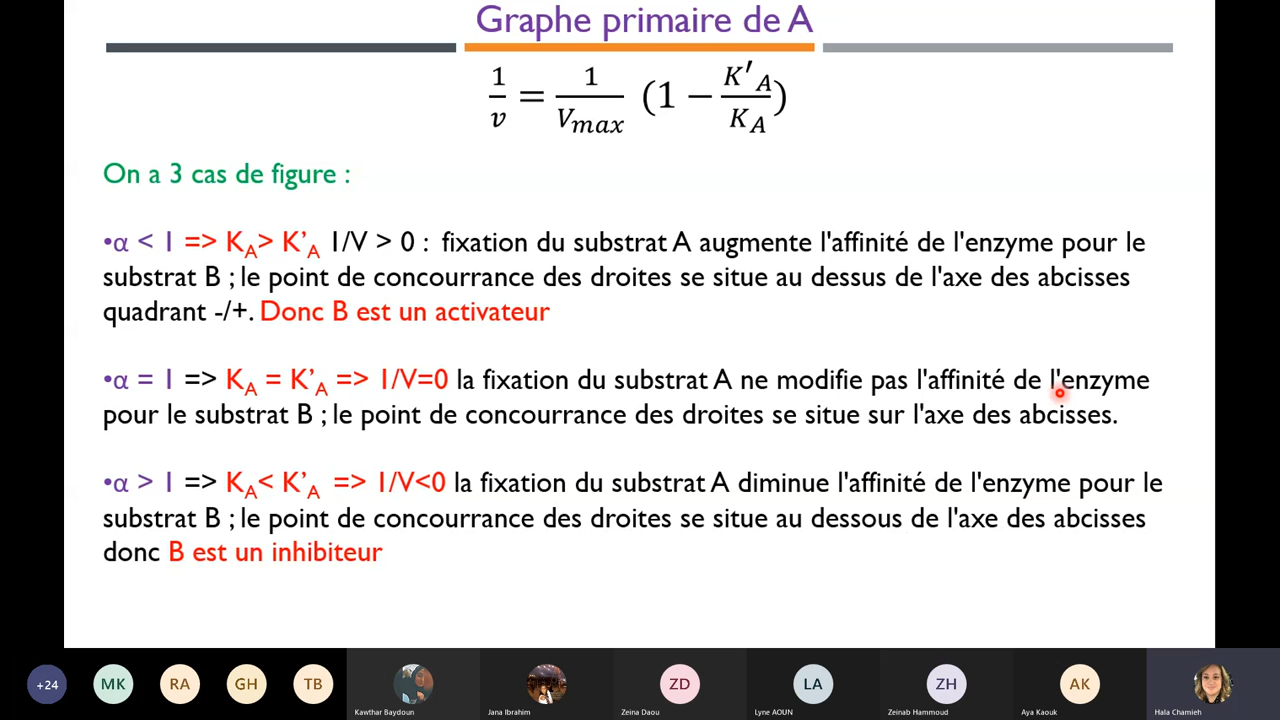 Graphe primaire de A
1/v = 1/Vmax (1 − K'A/KA)
On a 3 cas de figure :
•α < 1 => KA> K'A 1/V > 0 : fixation du substrat A augmente l'affinité de l'enzyme pour le
substrat B ; le point de concourrance des droites se situe au dessus de l'axe des abcisses
quadrant -/+. Donc B est un activateur
•α = 1 => KA = K'A => 1/V=0 la fixation du substrat A ne modifie pas l'affinité de l'enzyme
pour le substrat B ; le point de concourrance des droites se situe sur l'axe des abcisses.
•α > 1 => KA< K'A => 1/V<0 la fixation du substrat A diminue l'affinité de l'enzyme pour le
substrat B ; le point de concourrance des droites se situe au dessous de l'axe des abcisses
donc B est un inhibiteur
+24 MK RA GH TB ZD LA ZH AK
Kawthar Baydoun Jana Ibrahim Zeina Daou Lyne AOUN Zeinab Hammoud Aya Kaouk Hala Chamieh